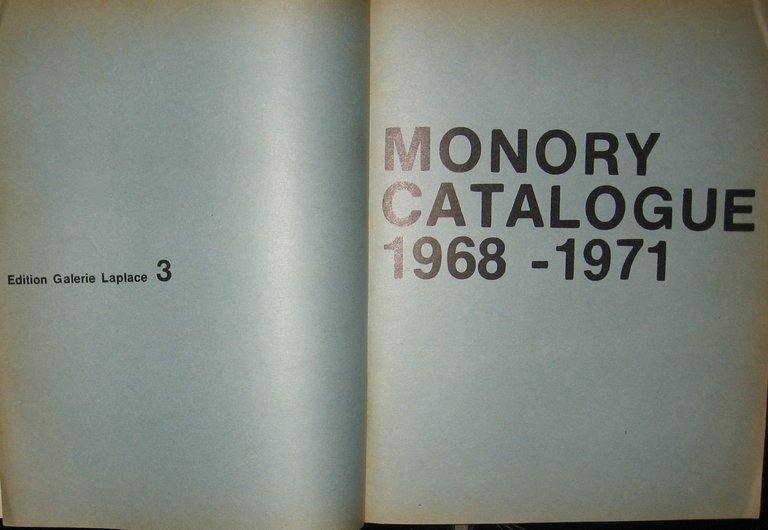 Edition Galerie Laplace 3
MONORY
CATALOGUE
1968 -1971